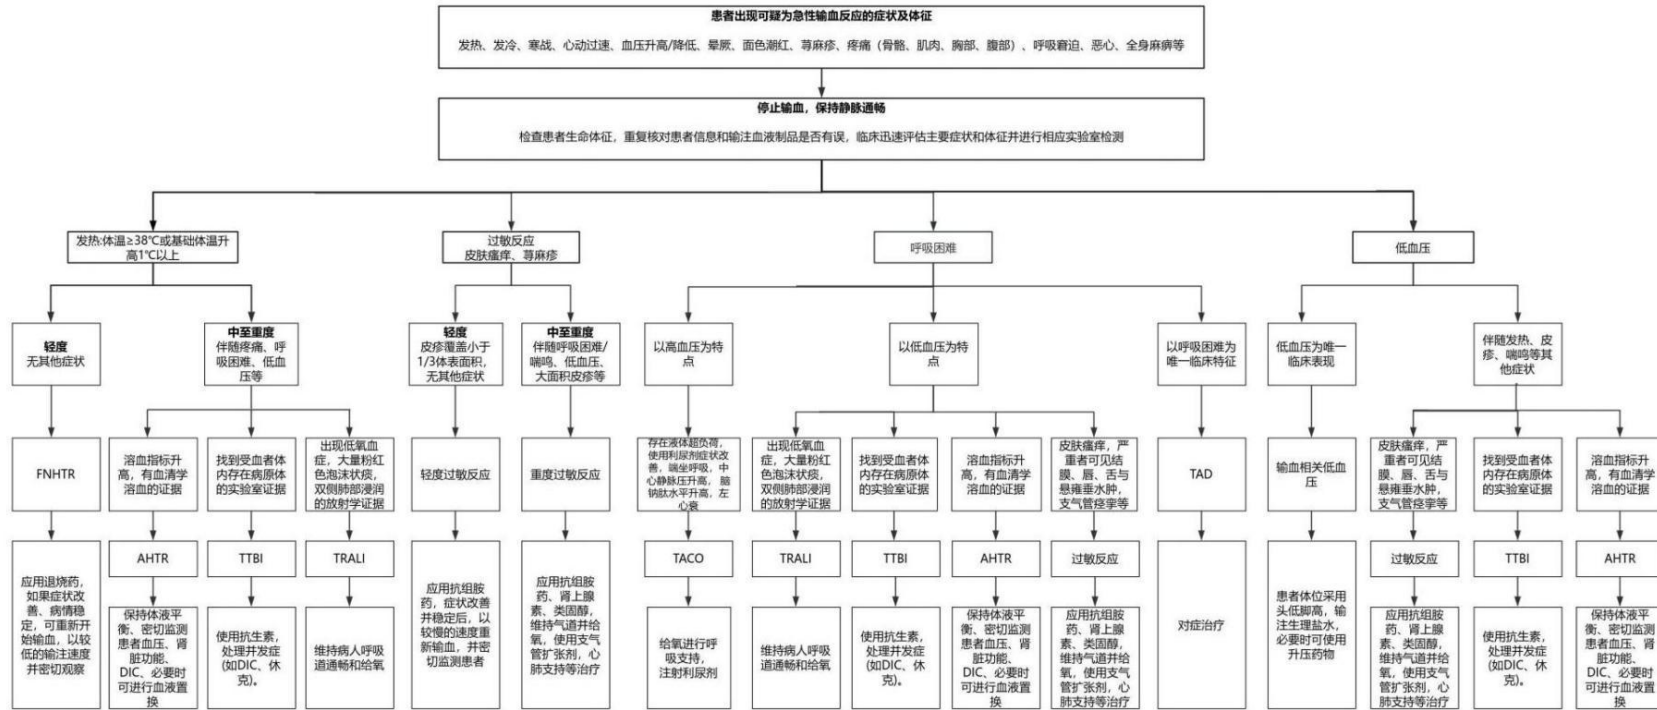 患者出现可疑为急性输血反应的症状及体征
发热、发冷、寒战、心动过速、血压升高/降低、晕厥、面色潮红、荨麻疹、疼痛（骨骼、肌肉、胸部、腹部）、呼吸窘迫、恶心、全身麻痹等
停止输血，保持静脉通畅
检查患者生命体征，重复核对患者信息和输注血液制品是否有误，临床迅速评估主要症状和体征并进行相应实验室检测
发热:体温≥38℃或基础体温升
高1℃以上
过敏反应
皮肤瘙痒、荨麻疹
呼吸困难
低血压
轻度
无其他症状
中至重度
伴随疼痛、呼
吸困难、低血
压等
轻度
皮疹覆盖小于
1/3体表面积，
无其他症状
中至重度
伴随呼吸困难/
喘鸣、低血压、
大面积皮疹等
以高血压为特
点
以低血压为特
点
以呼吸困难为
唯一临床特征
低血压为唯一
临床表现
伴随发热、皮
疹、喘鸣等其
他症状
FNHTR
溶血指标升
高，有血清学
溶血的证据
找到受血者体
内存在病原体
的实验室证据
出现低氧血
症，大量粉红
色泡沫状痰，
双侧肺部浸润
的放射学证据
轻度过敏反应
重度过敏反应
存在液体超负荷，
使用利尿剂症状改
善，端坐呼吸，中
心静脉压升高， 脑
钠肽水平升高，左
心衰
出现低氧血
症，大量粉红
色泡沫状痰，
双侧肺部浸润
的放射学证据
找到受血者体
内存在病原体
的实验室证据
溶血指标升
高，有血清学
溶血的证据
皮肤瘙痒，严
重者可见结
膜、唇、舌与
悬雍垂水肿，
支气管痉挛等
TAD
输血相关低血
压
皮肤瘙痒，严
重者可见结
膜、唇、舌与
悬雍垂水肿，
支气管痉挛等
找到受血者体
内存在病原体
的实验室证据
溶血指标升
高，有血清学
溶血的证据
应用退烧药，
如果症状改
善、病情稳
定，可重新开
始输血，以较
低的输注速度
并密切观察
AHTR
TTBI
TRALI
应用抗组胺
药，症状改善
并稳定后，以
较慢的速度重
新输血，并密
切监测患者
应用抗组胺
药、肾上腺
素、类固醇，
维持气道并给
氧，使用支气
管扩张剂，心
肺支持等治疗
TACO
TRALI
TTBI
AHTR
过敏反应
对症治疗
患者体位采用
头低脚高，输
注生理盐水，
必要时可使用
升压药物
过敏反应
TTBI
AHTR
保持体液平
衡、密切监测
患者血压、肾
脏功能、
DIC、必要时
可进行血液置
换
使用抗生素，
处理并发症
(如DIC、休
克)。
维持病人呼吸
道通畅和给氧
给氧进行呼
吸支持，
注射利尿剂
维持病人呼吸
道通畅和给氧
使用抗生素，
处理并发症
(如DIC、休
克)。
保持体液平
衡、密切监测
患者血压、肾
脏功能、
DIC、必要时
可进行血液置
换
应用抗组胺
药、肾上腺
素、类固醇，
维持气道并给
氧，使用支气
管扩张剂，心
肺支持等治疗
应用抗组胺
药、肾上腺
素、类固醇，
维持气道并给
氧，使用支气
管扩张剂，心
肺支持等治疗
使用抗生素，
处理并发症
(如DIC、休
克)。
保持体液平
衡、密切监测
患者血压、肾
脏功能、
DIC、必要时
可进行血液置
换